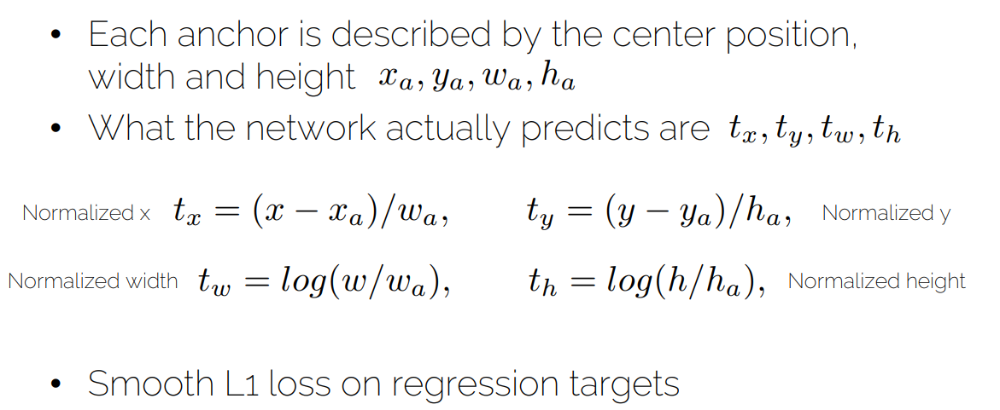 • Each anchor is described by the center position,
width and height x_a, y_a, w_a, h_a
• What the network actually predicts are t_x, t_y, t_w, t_h
Normalized x t_x = (x − x_a)/w_a, t_y = (y − y_a)/h_a, Normalized y
Normalized width t_w = log(w/w_a), t_h = log(h/h_a), Normalized height
• Smooth L1 loss on regression targets